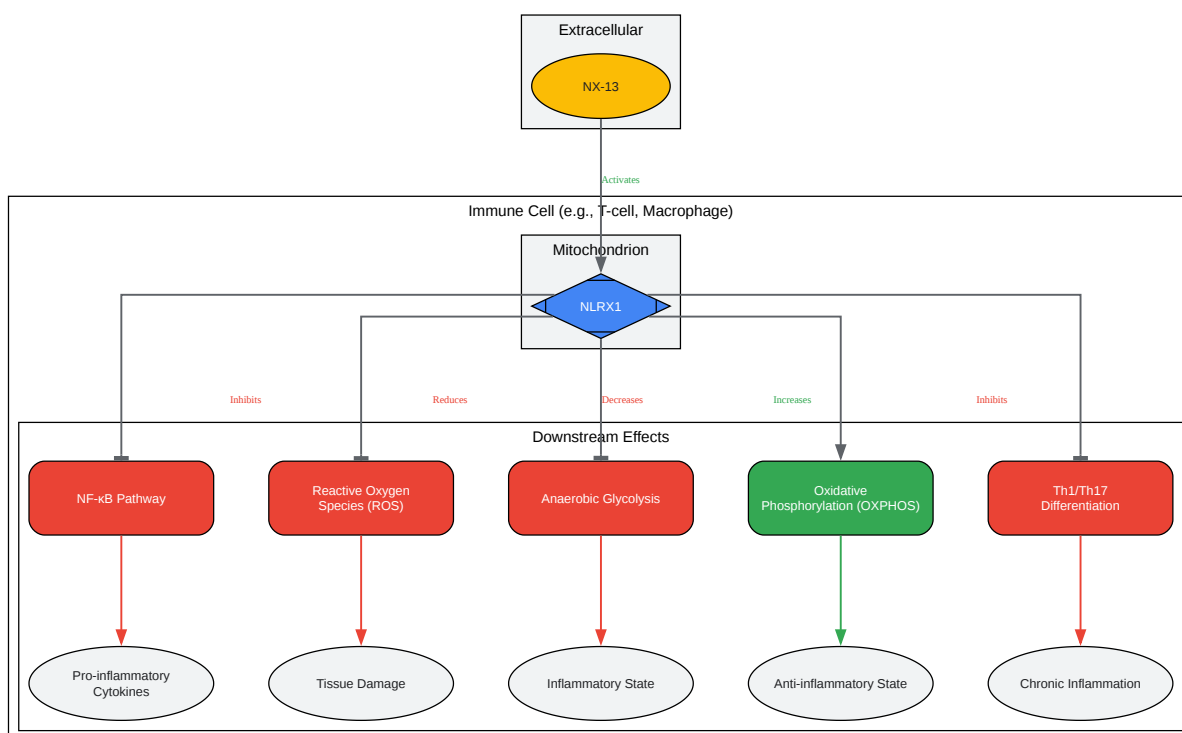 Extracellular
NX-13
Activates
Immune Cell (e.g., T-cell, Macrophage)
Mitochondrion
NLRX1
Inhibits
Reduces
Decreases
Increases
Inhibits
Downstream Effects
NF-κB Pathway
Reactive Oxygen
Species (ROS)
Anaerobic Glycolysis
Oxidative
Phosphorylation (OXPHOS)
Th1/Th17
Differentiation
Pro-inflammatory
Cytokines
Tissue Damage
Inflammatory State
Anti-inflammatory State
Chronic Inflammation